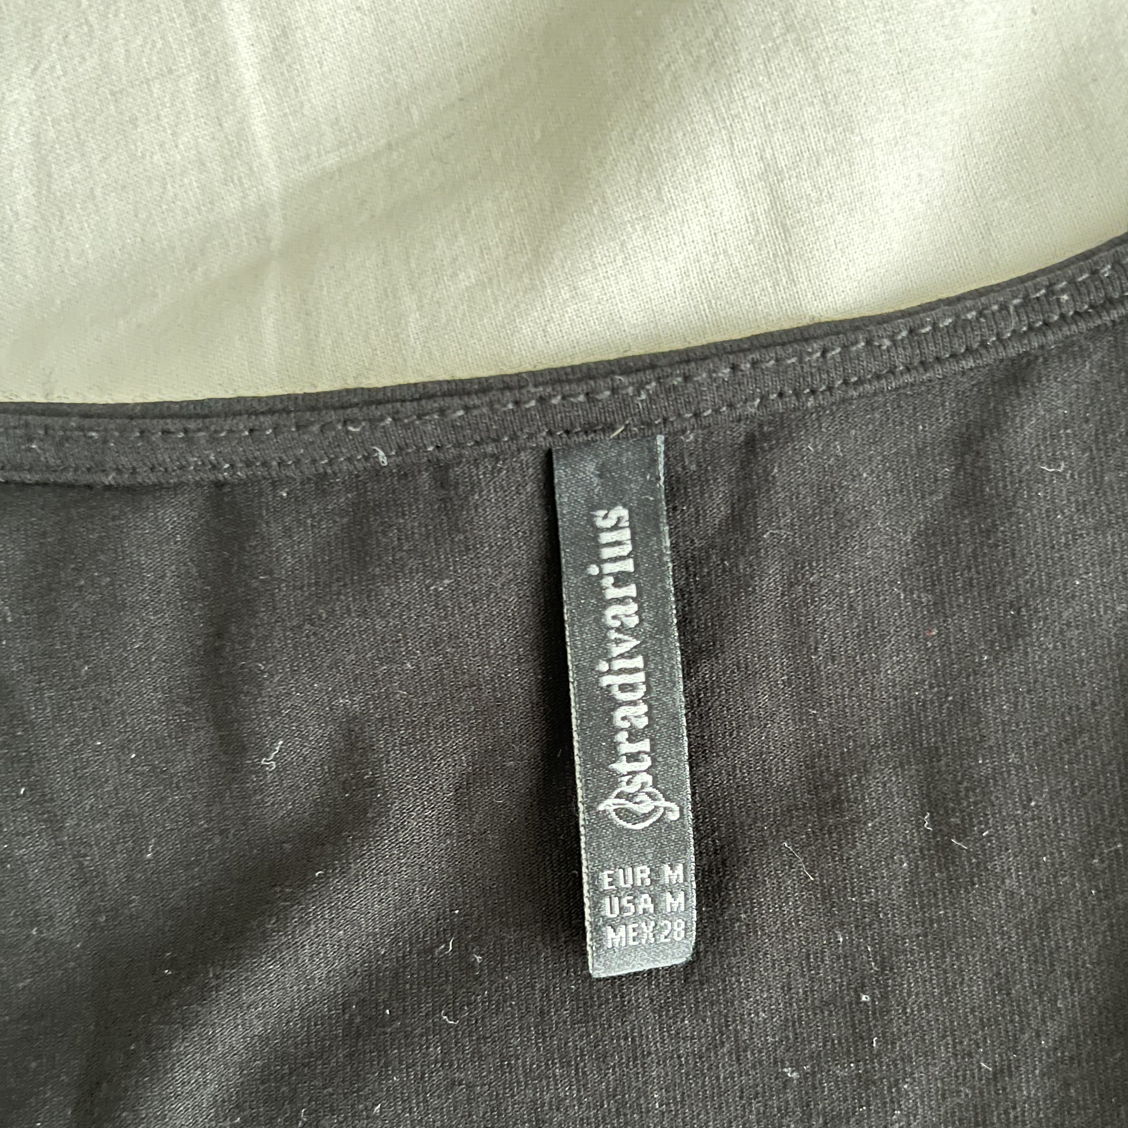 stradivarius
EUR M
USA M
MEX 28